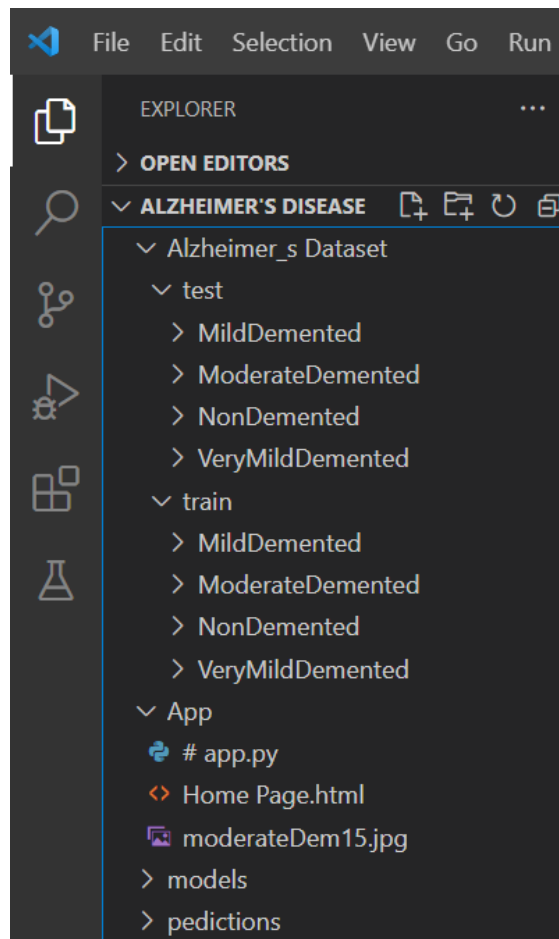 File Edit Selection View Go Run
EXPLORER
OPEN EDITORS
ALZHEIMER'S DISEASE
Alzheimer_s Dataset
test
MildDemented
ModerateDemented
NonDemented
VeryMildDemented
train
MildDemented
ModerateDemented
NonDemented
VeryMildDemented
App
# app.py
Home Page.html
moderateDem15.jpg
models
pedictions